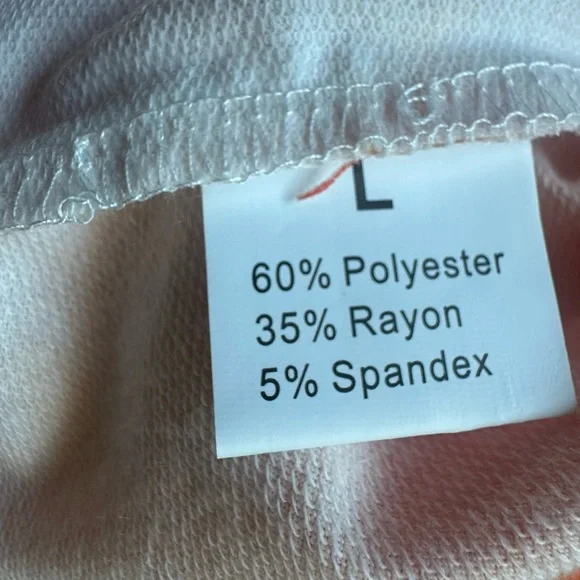 L
60% Polyester
35% Rayon
5% Spandex